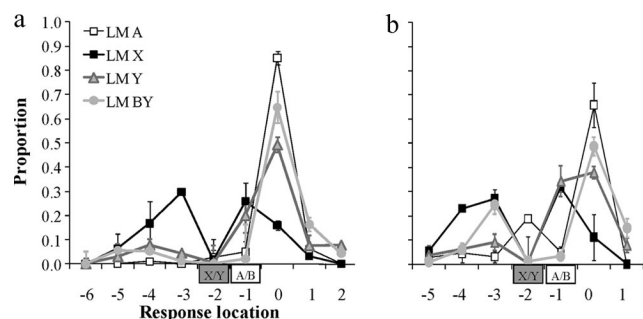 a
b
1.0
0.9
0.8
0.7
0.6
0.5
0.4
0.3
0.2
0.1
0.0
Proportion
LM A
LM X
LM Y
LM BY
X/Y A/B
-6 -5 -4 -3 -2 -1 0 1 2
X/Y A/B
-5 -4 -3 -2 -1 0 1
Response location